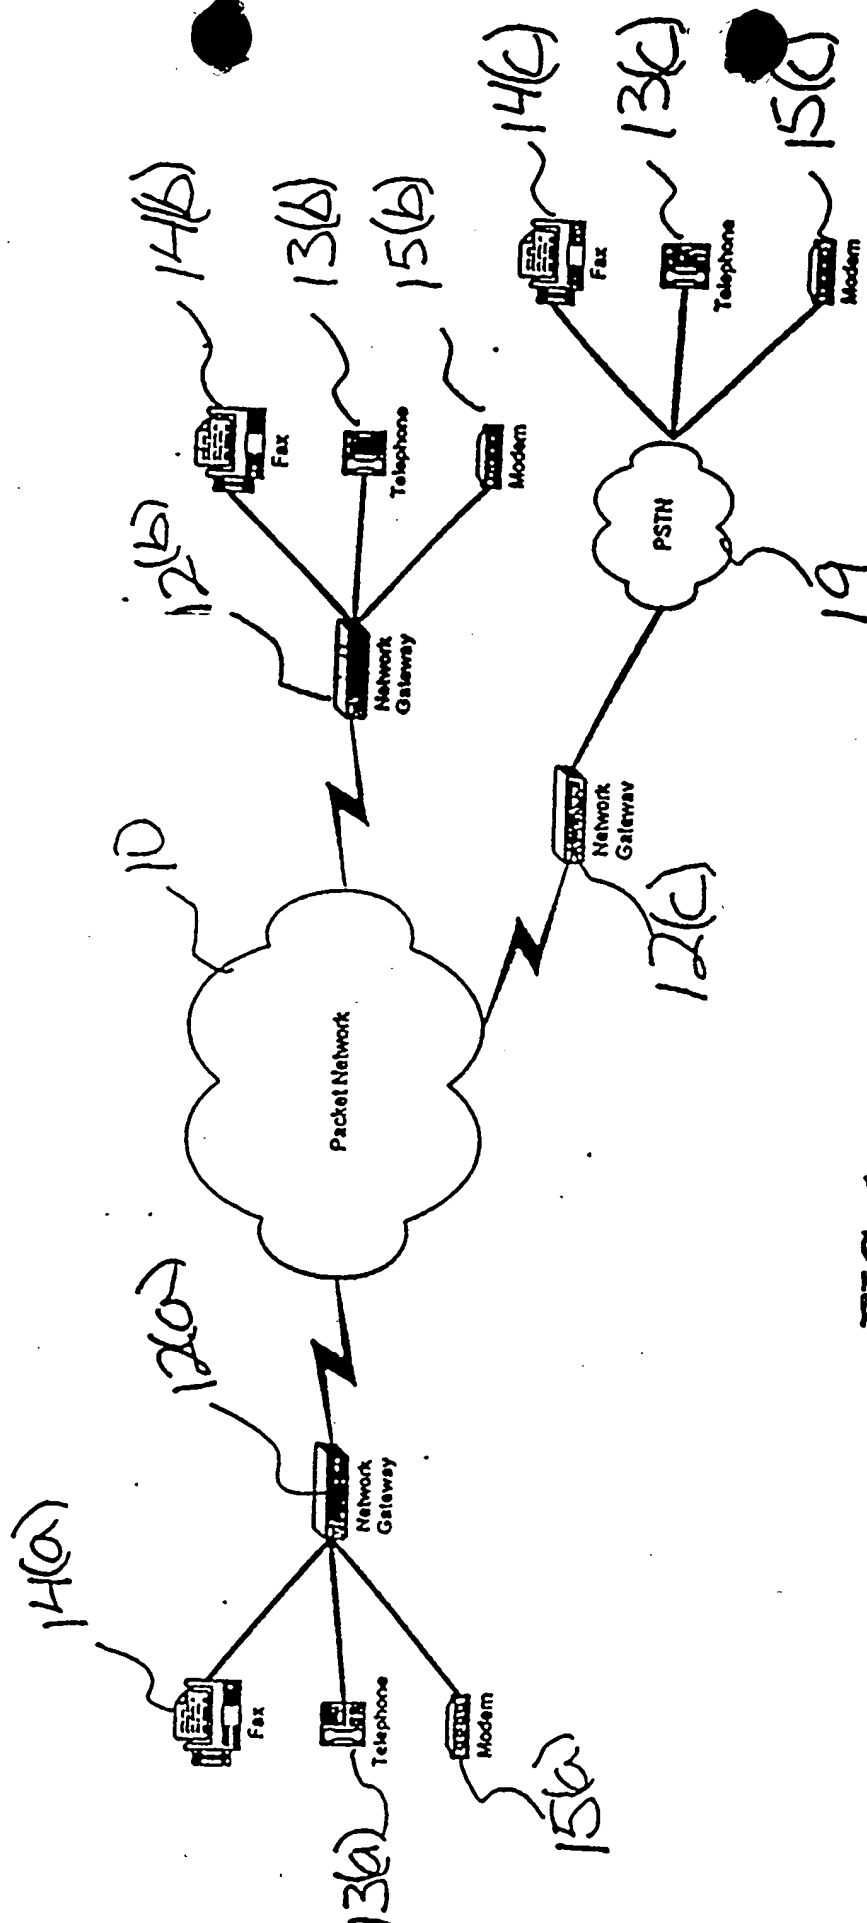 14(a)
Fax
13(a)
Telephone
15(a)
Modem
12(a)
Network
Gateway
10
Packet Network
12(b)
Network
Gateway
14(b)
Fax
13(b)
Telephone
15(b)
Modem
12(c)
Network
Gateway
19
PSTN
14(c)
Fax
13(c)
Telephone
15(c)
Modem